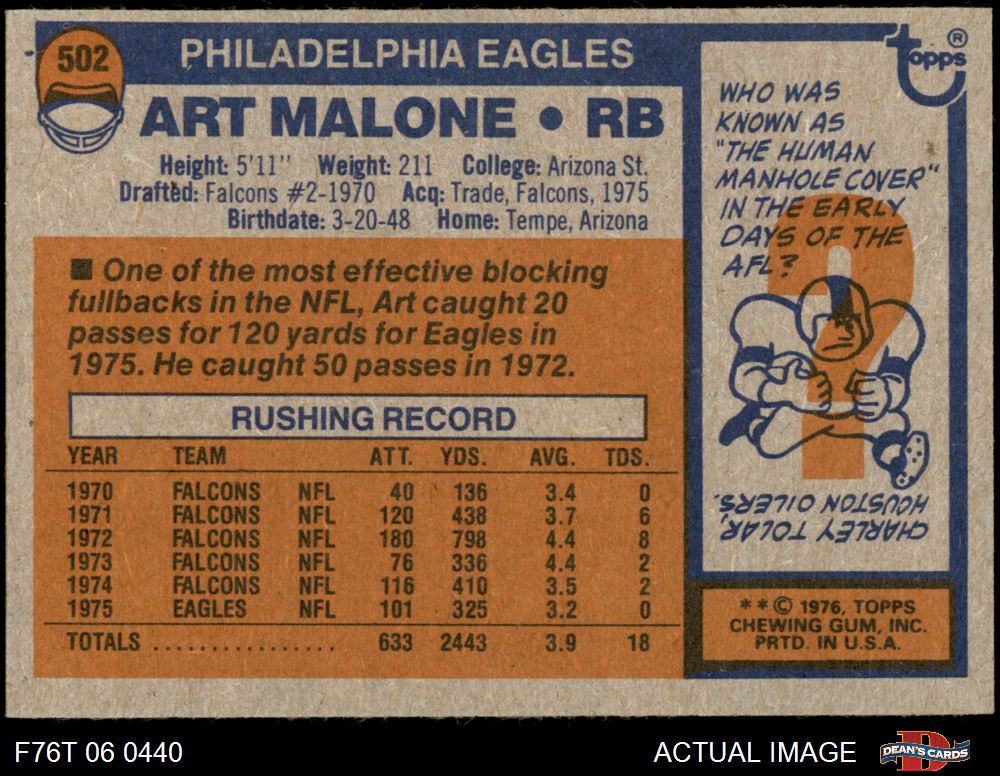 502
PHILADELPHIA EAGLES
ART MALONE • RB
Height: 5'11" Weight: 211 College: Arizona St.
Drafted: Falcons #2-1970 Acq: Trade, Falcons, 1975
Birthdate: 3-20-48 Home: Tempe, Arizona
■ One of the most effective blocking
fullbacks in the NFL, Art caught 20
passes for 120 yards for Eagles in
1975. He caught 50 passes in 1972.
RUSHING RECORD
YEAR TEAM ATT. YDS. AVG. TDS.
1970 FALCONS NFL 40 136 3.4 0
1971 FALCONS NFL 120 438 3.7 6
1972 FALCONS NFL 180 798 4.4 8
1973 FALCONS NFL 76 336 4.4 2
1974 FALCONS NFL 116 410 3.5 2
1975 EAGLES NFL 101 325 3.2 0
TOTALS ................ 633 2443 3.9 18
topps ®
WHO WAS
KNOWN AS
"THE HUMAN
MANHOLE COVER"
IN THE EARLY
DAYS OF THE
AFL?
?
CHARLEY TOLAR,
HOUSTON OILERS.
**© 1976, TOPPS
CHEWING GUM, INC.
PRTD. IN U.S.A.
F76T 06 0440
ACTUAL IMAGE
D
DEAN'S CARDS